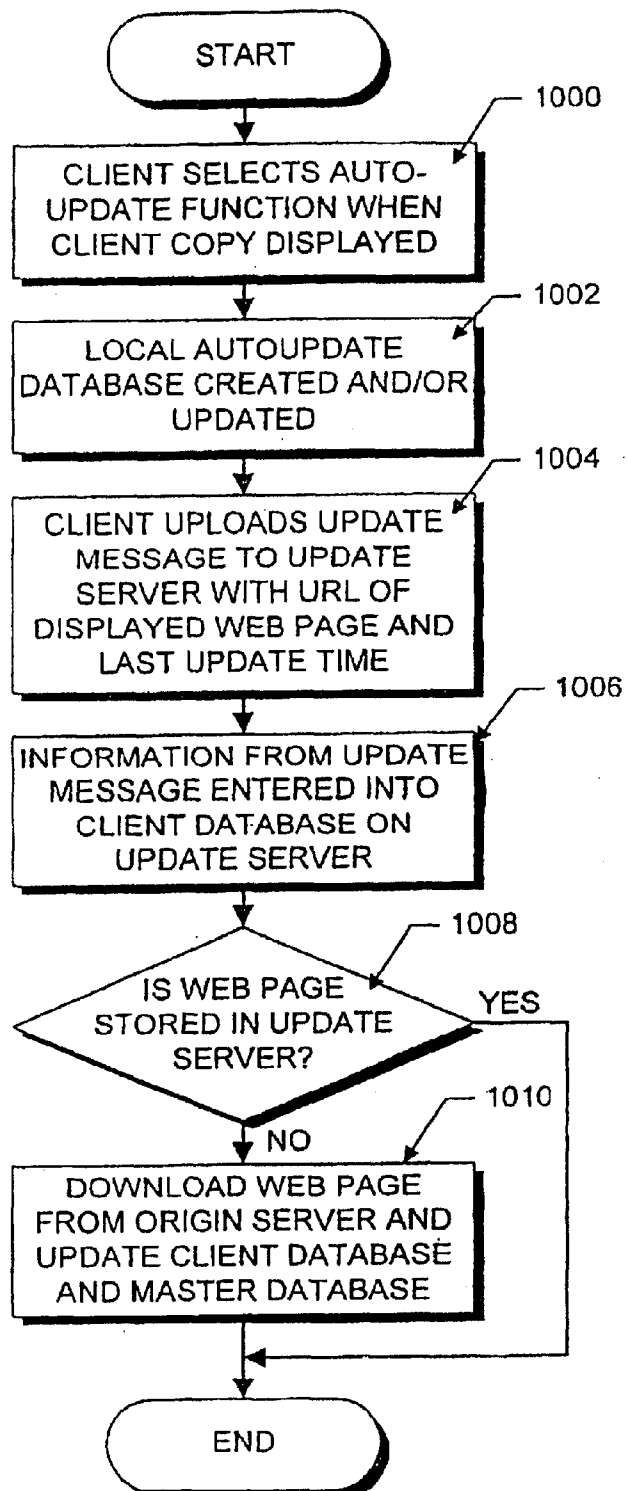 START
1000
CLIENT SELECTS AUTO-
UPDATE FUNCTION WHEN
CLIENT COPY DISPLAYED
1002
LOCAL AUTOUPDATE
DATABASE CREATED AND/OR
UPDATED
1004
CLIENT UPLOADS UPDATE
MESSAGE TO UPDATE
SERVER WITH URL OF
DISPLAYED WEB PAGE AND
LAST UPDATE TIME
1006
INFORMATION FROM UPDATE
MESSAGE ENTERED INTO
CLIENT DATABASE ON
UPDATE SERVER
1008
IS WEB PAGE
STORED IN UPDATE
SERVER?
YES
NO
1010
DOWNLOAD WEB PAGE
FROM ORIGIN SERVER AND
UPDATE CLIENT DATABASE
AND MASTER DATABASE
END